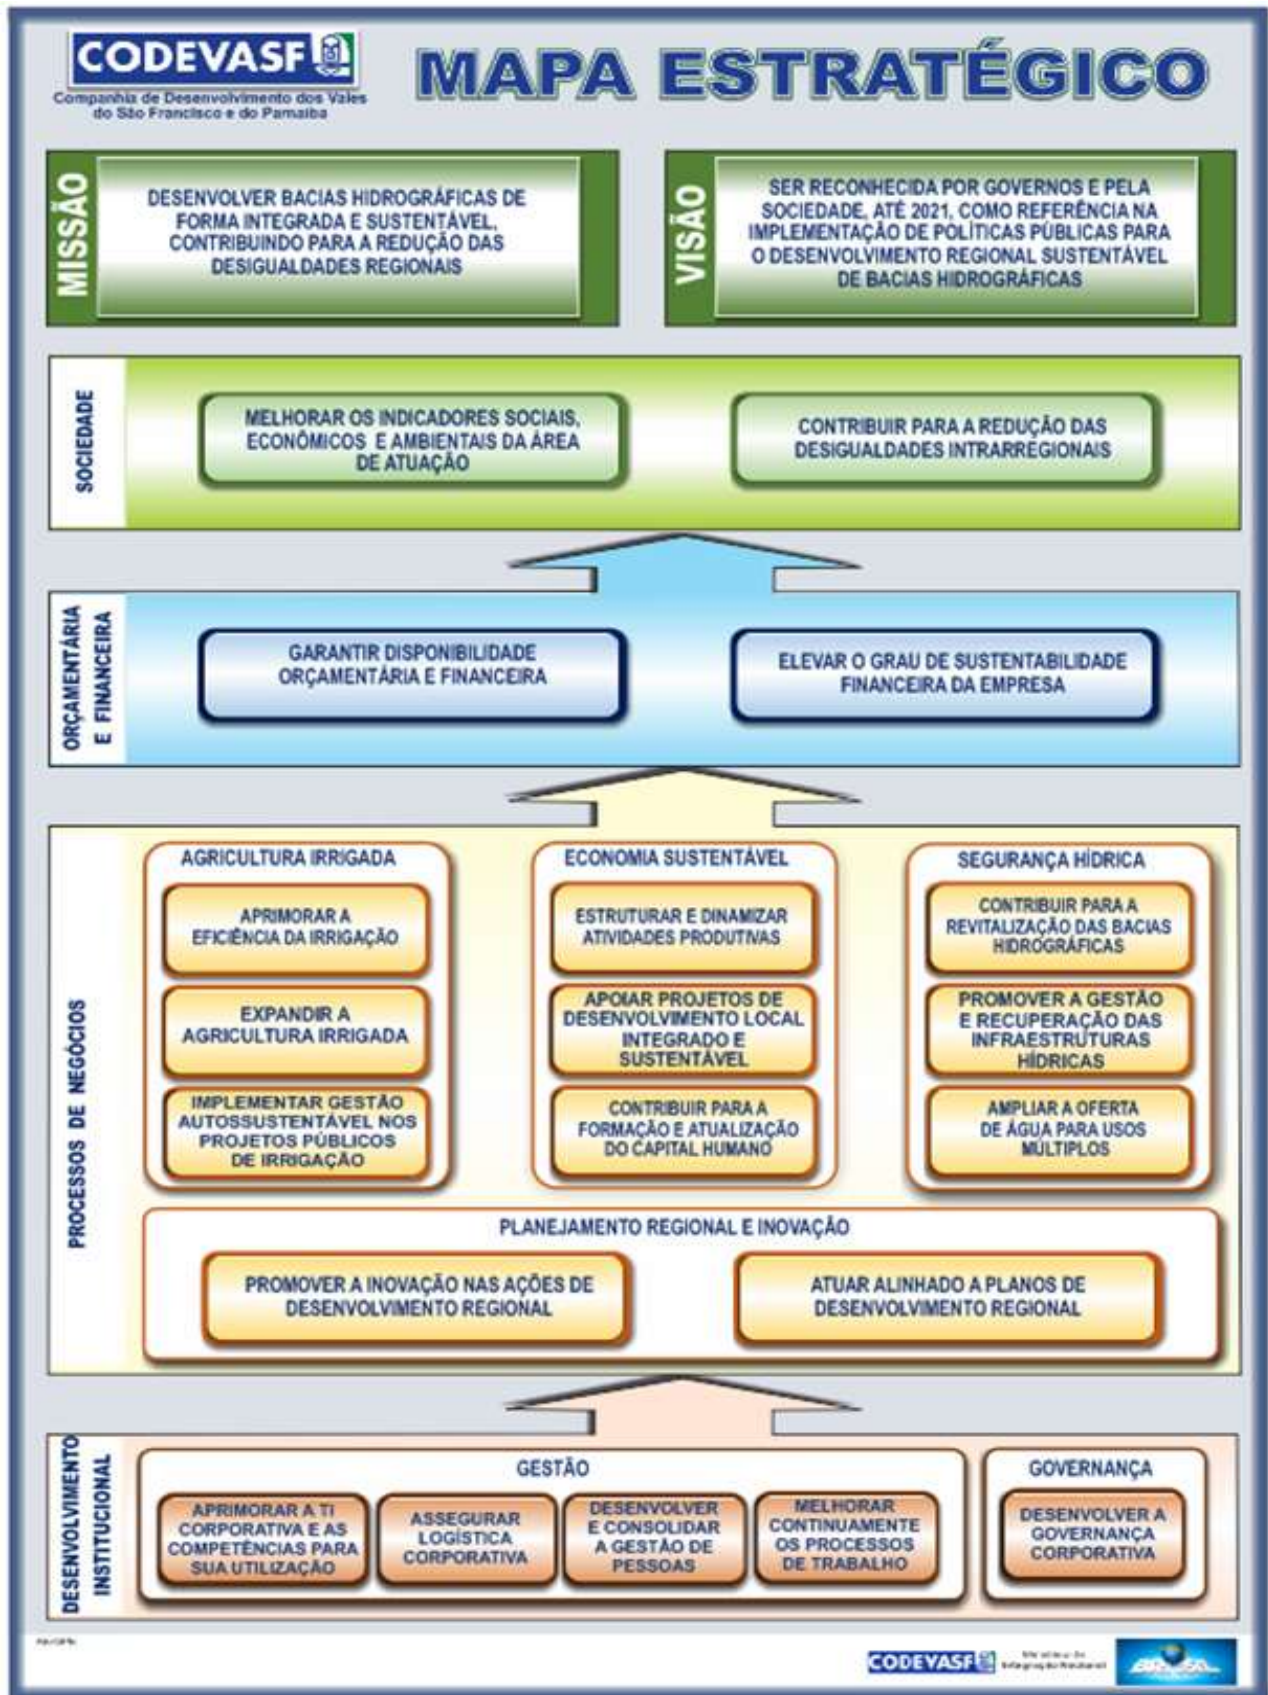 CODEVASF
Companhia de Desenvolvimento dos Vales
do São Francisco e do Parnaíba
MAPA ESTRATÉGICO
MISSÃO
DESENVOLVER BACIAS HIDROGRÁFICAS DE
FORMA INTEGRADA E SUSTENTÁVEL,
CONTRIBUINDO PARA A REDUÇÃO DAS
DESIGUALDADES REGIONAIS
VISÃO
SER RECONHECIDA POR GOVERNOS E PELA
SOCIEDADE, ATÉ 2021, COMO REFERÊNCIA NA
IMPLEMENTAÇÃO DE POLÍTICAS PÚBLICAS PARA
O DESENVOLVIMENTO REGIONAL SUSTENTÁVEL
DE BACIAS HIDROGRÁFICAS
SOCIEDADE
MELHORAR OS INDICADORES SOCIAIS,
ECONÔMICOS E AMBIENTAIS DA ÁREA
DE ATUAÇÃO
CONTRIBUIR PARA A REDUÇÃO DAS
DESIGUALDADES INTRARREGIONAIS
ORÇAMENTÁRIA
E FINANCEIRA
GARANTIR DISPONIBILIDADE
ORÇAMENTÁRIA E FINANCEIRA
ELEVAR O GRAU DE SUSTENTABILIDADE
FINANCEIRA DA EMPRESA
PROCESSOS DE NEGÓCIOS
AGRICULTURA IRRIGADA
APRIMORAR A
EFICIÊNCIA DA IRRIGAÇÃO
EXPANDIR A
AGRICULTURA IRRIGADA
IMPLEMENTAR GESTÃO
AUTOSSUSTENTÁVEL NOS
PROJETOS PÚBLICOS
DE IRRIGAÇÃO
ECONOMIA SUSTENTÁVEL
ESTRUTURAR E DINAMIZAR
ATIVIDADES PRODUTIVAS
APOIAR PROJETOS DE
DESENVOLVIMENTO LOCAL
INTEGRADO E
SUSTENTÁVEL
CONTRIBUIR PARA A
FORMAÇÃO E ATUALIZAÇÃO
DO CAPITAL HUMANO
SEGURANÇA HÍDRICA
CONTRIBUIR PARA A
REVITALIZAÇÃO DAS BACIAS
HIDROGRÁFICAS
PROMOVER A GESTÃO
E RECUPERAÇÃO DAS
INFRAESTRUTURAS
HÍDRICAS
AMPLIAR A OFERTA
DE ÁGUA PARA USOS
MÚLTIPLOS
PLANEJAMENTO REGIONAL E INOVAÇÃO
PROMOVER A INOVAÇÃO NAS AÇÕES DE
DESENVOLVIMENTO REGIONAL
ATUAR ALINHADO A PLANOS DE
DESENVOLVIMENTO REGIONAL
DESENVOLVIMENTO
INSTITUCIONAL
GESTÃO
APRIMORAR A TI
CORPORATIVA E AS
COMPETÊNCIAS PARA
SUA UTILIZAÇÃO
ASSEGURAR
LOGÍSTICA
CORPORATIVA
DESENVOLVER
E CONSOLIDAR
A GESTÃO DE
PESSOAS
MELHORAR
CONTINUAMENTE
OS PROCESSOS
DE TRABALHO
GOVERNANÇA
DESENVOLVER A
GOVERNANÇA
CORPORATIVA
CODEVASF
Ministério da
Integração Nacional
BRASIL